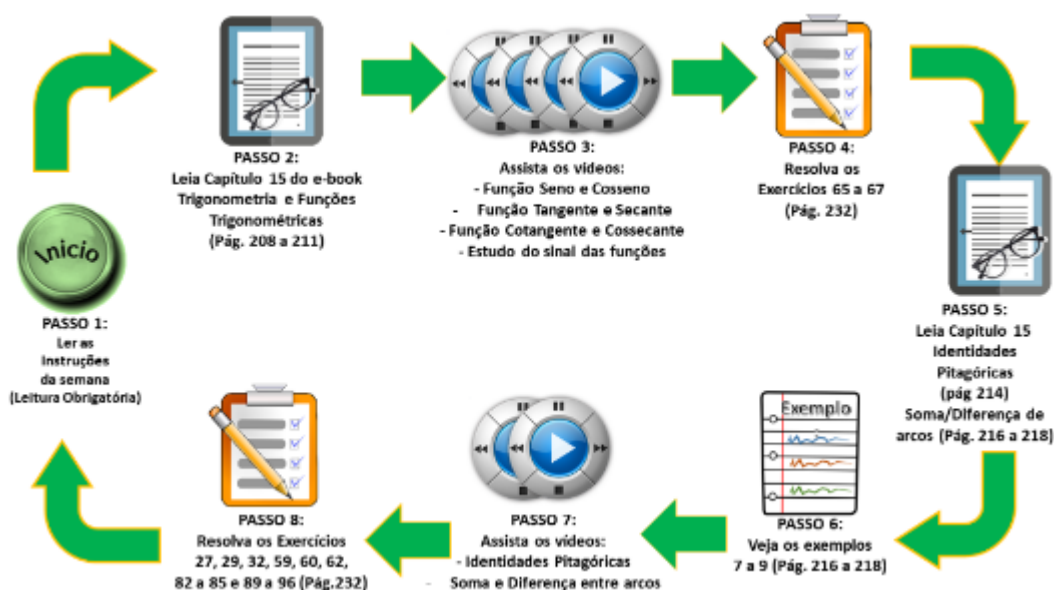 Início
PASSO 1:
Ler as
Instruções
da semana
(Leitura Obrigatória)
PASSO 2:
Leia Capítulo 15 do e-book
Trigonometria e Funções
Trigonométricas
(Pág. 208 a 211)
PASSO 3:
Assista os vídeos:
- Função Seno e Cosseno
- Função Tangente e Secante
- Função Cotangente e Cossecante
- Estudo do sinal das funções
PASSO 4:
Resolva os
Exercícios 65 a 67
(Pág. 232)
PASSO 5:
Leia Capítulo 15
Identidades
Pitagóricas
(pág 214)
Soma/Diferença de
arcos (Pág. 216 a 218)
Exemplo
PASSO 6:
Veja os exemplos
7 a 9 (Pág. 216 a 218)
PASSO 7:
Assista os vídeos:
- Identidades Pitagóricas
- Soma e Diferença entre arcos
PASSO 8:
Resolva os Exercícios
27, 29, 32, 59, 60, 62,
82 a 85 e 89 a 96 (Pág.232)